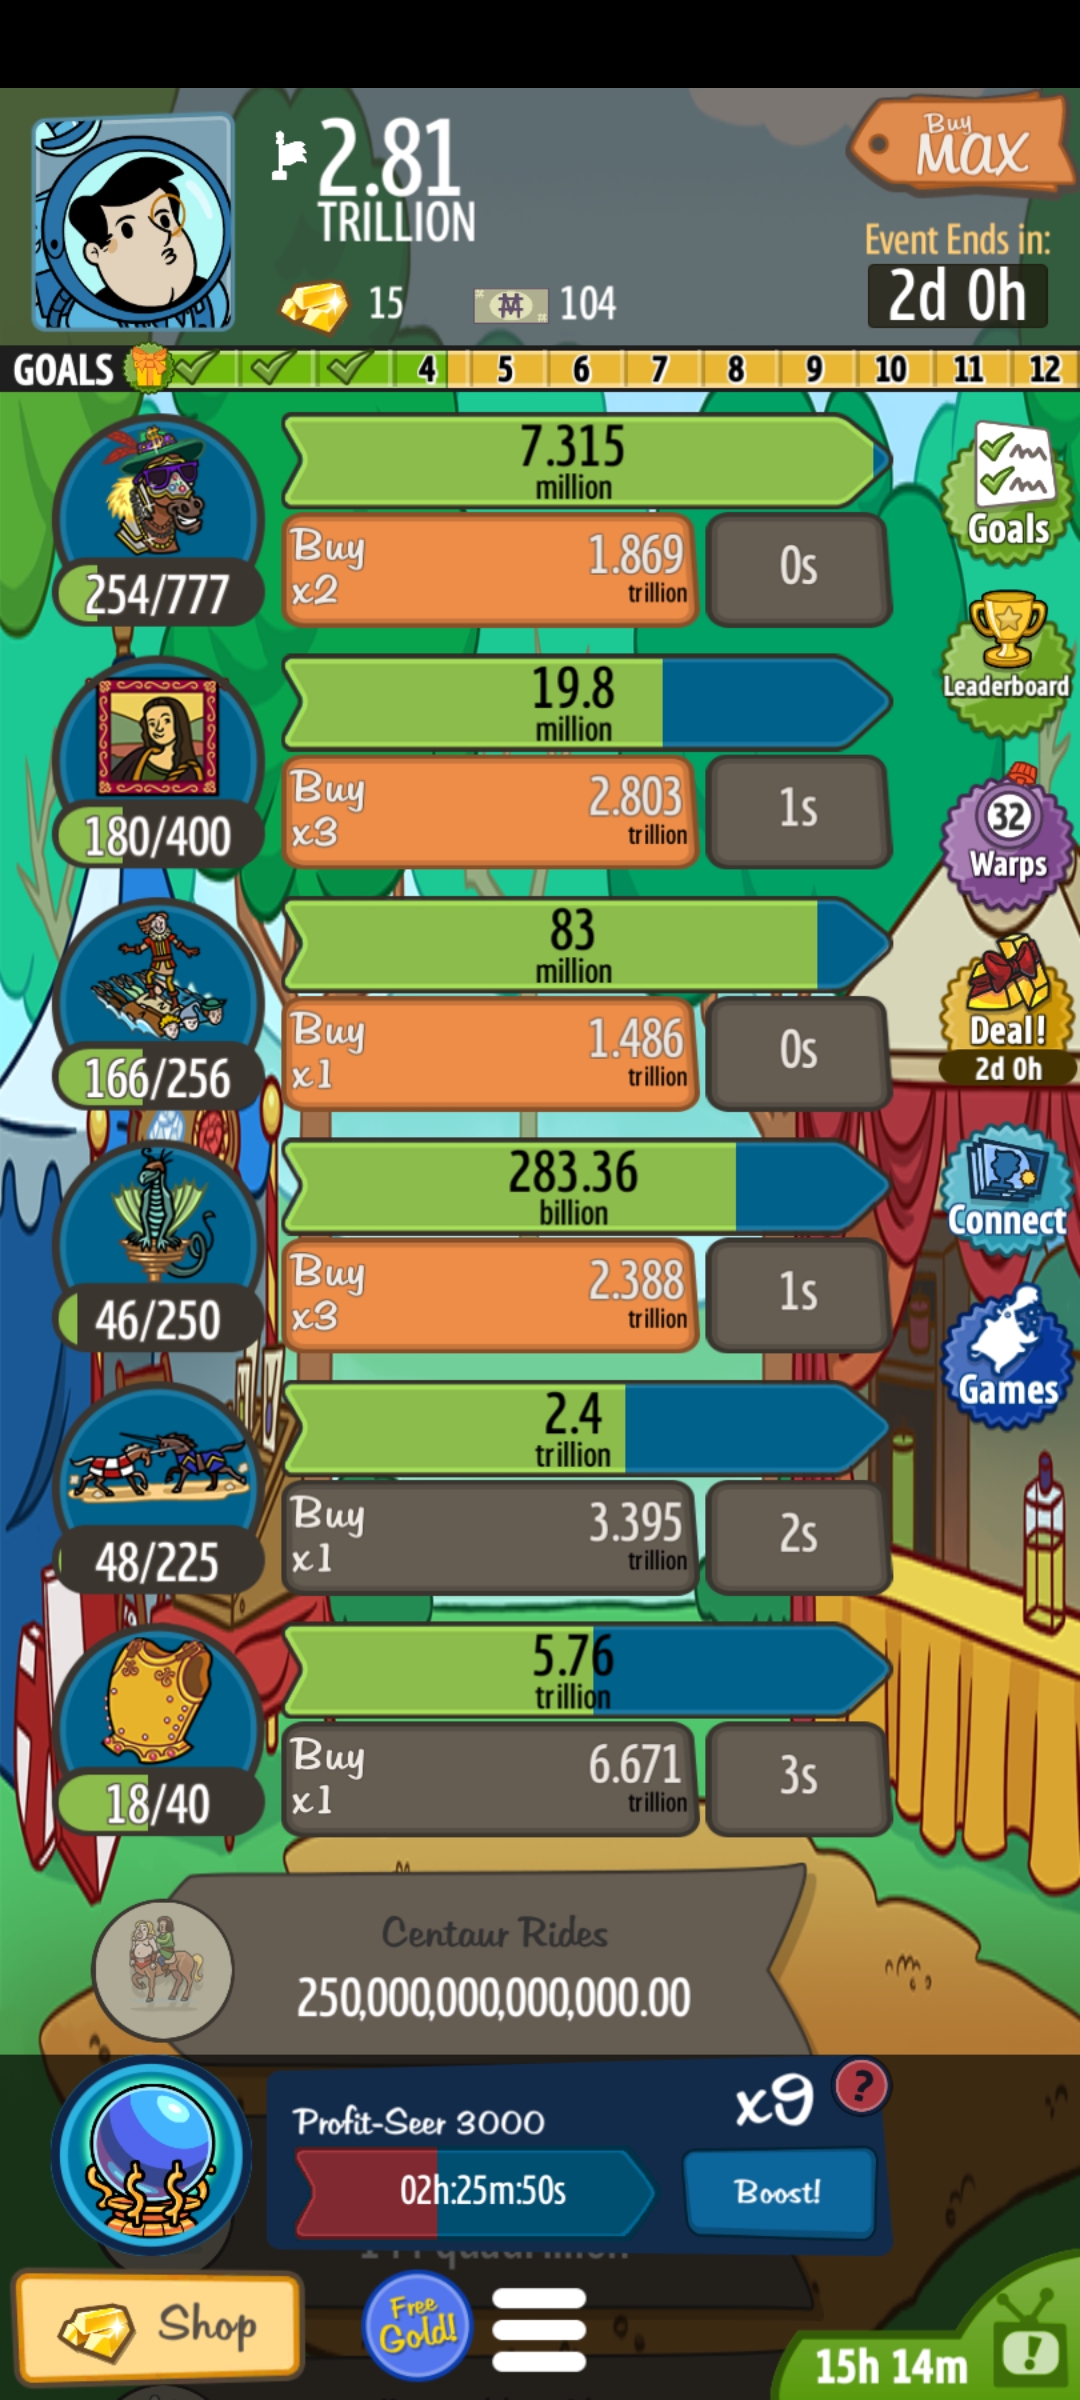 2.81
TRILLION
Buy
MAX
Event Ends in:
2d 0h
15
104
GOALS 4 5 6 7 8 9 10 11 12
7.315
million
Buy
x2
1.869
trillion
0s
254/777
Goals
19.8
million
Leaderboard
Buy
x3
2.803
trillion
1s
180/400
32
Warps
83
million
Buy
x1
1.486
trillion
0s
166/256
Deal!
2d 0h
283.36
billion
Connect
Buy
x3
2.388
trillion
1s
46/250
Games
2.4
trillion
Buy
x1
3.395
trillion
2s
48/225
5.76
trillion
Buy
x1
6.671
trillion
3s
18/40
Centaur Rides
250,000,000,000,000.00
Profit-Seer 3000
x9
?
02h:25m:50s
Boost!
Shop
Free
Gold!
15h 14m
!